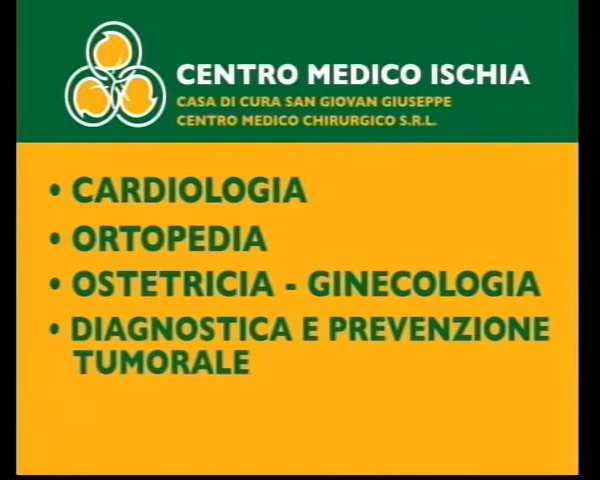 CENTRO MEDICO ISCHIA
CASA DI CURA SAN GIOVAN GIUSEPPE
CENTRO MEDICO CHIRURGICO S.R.L.
• CARDIOLOGIA
• ORTOPEDIA
• OSTETRICIA - GINECOLOGIA
• DIAGNOSTICA E PREVENZIONE
TUMORALE